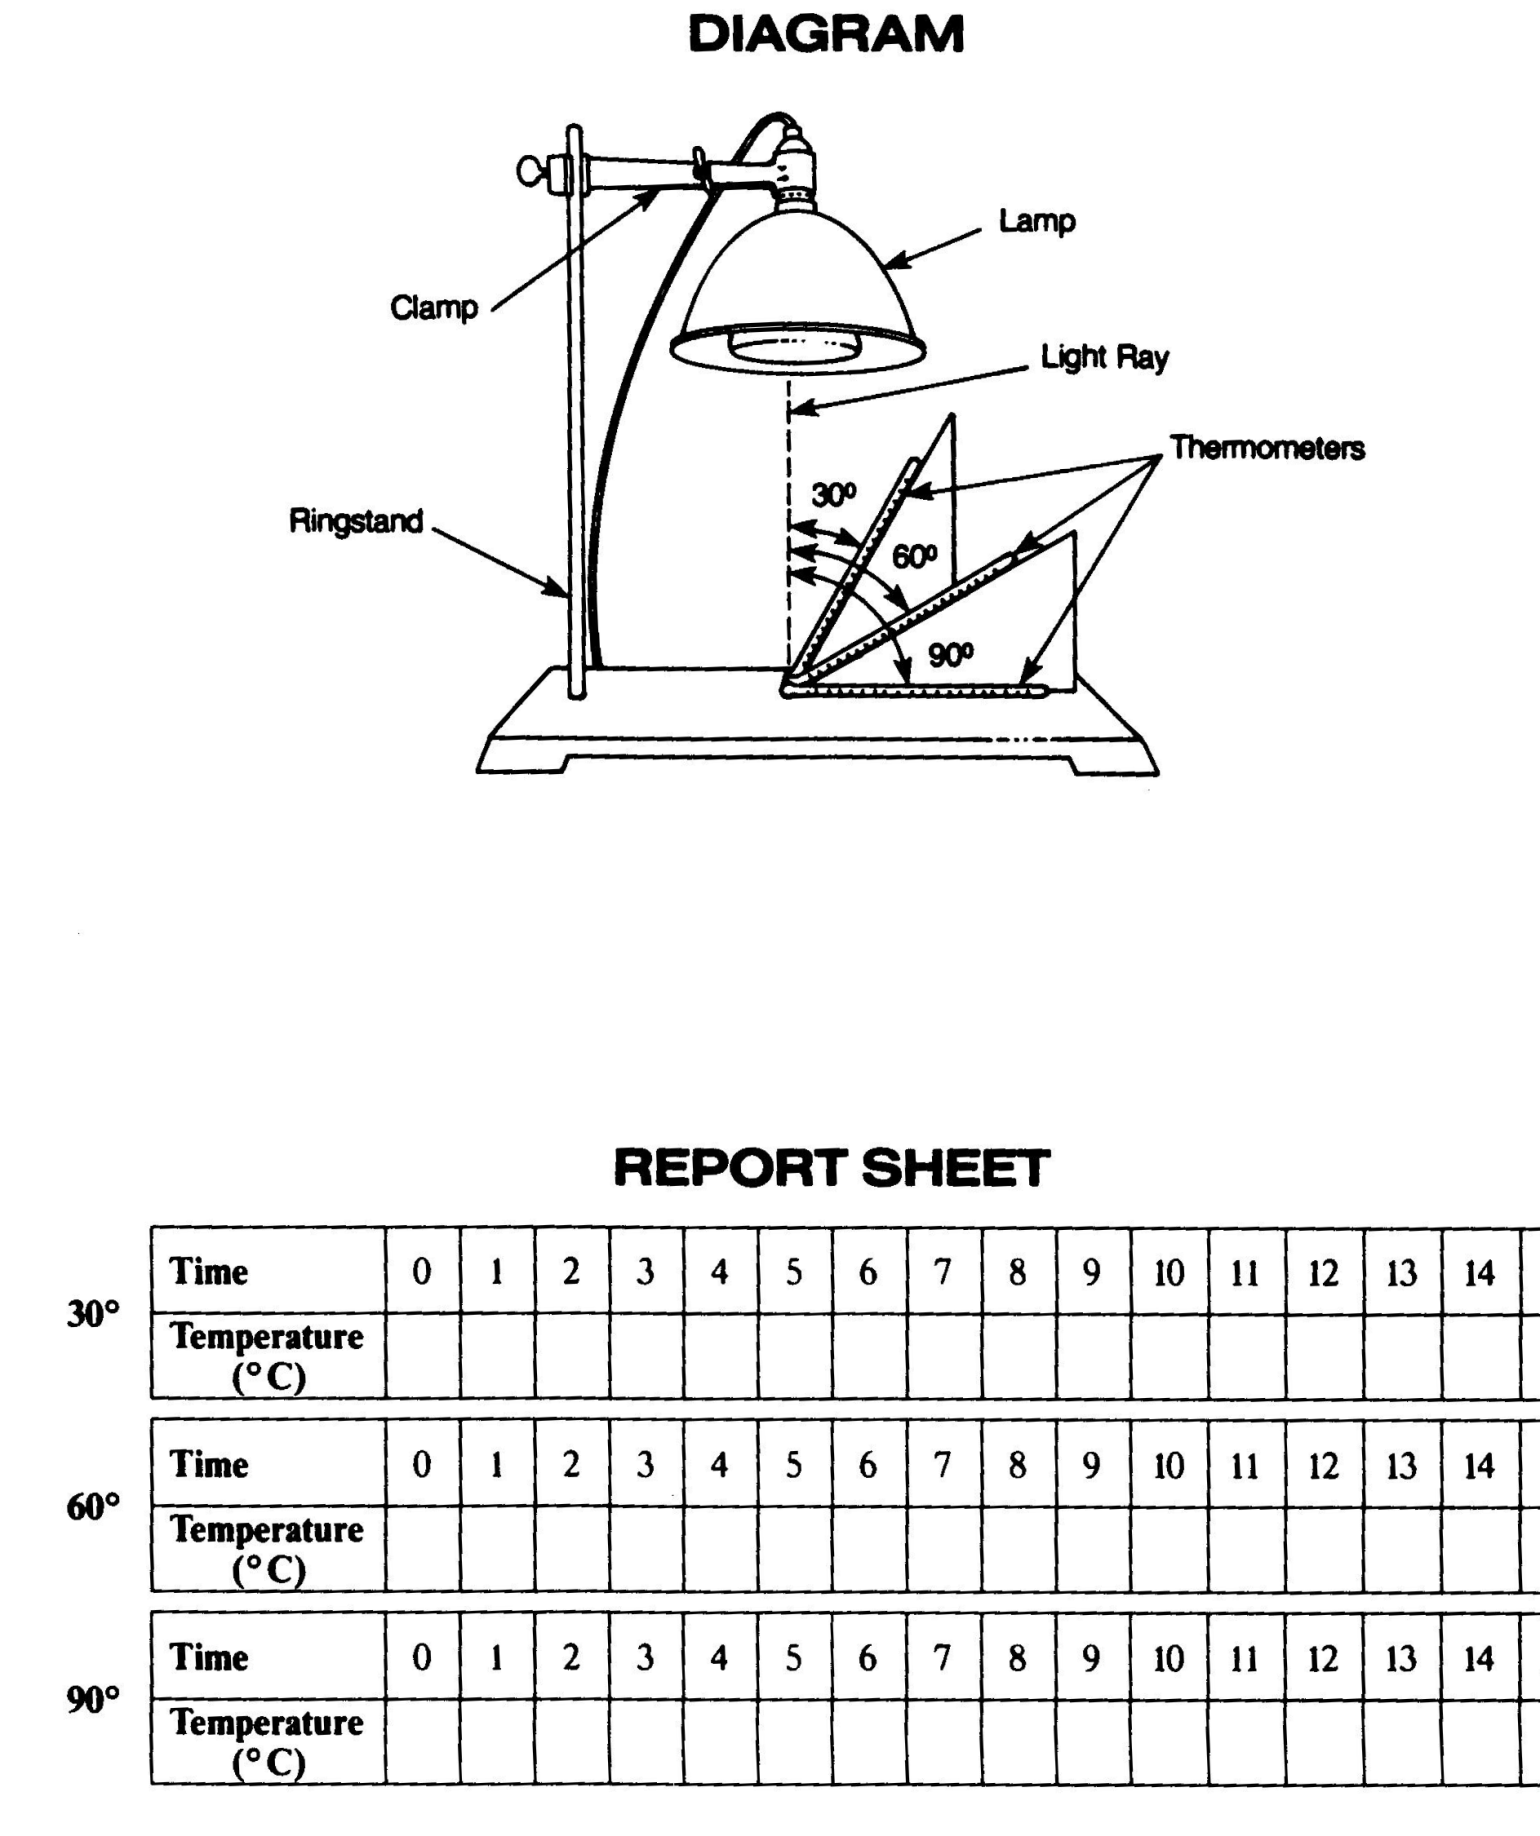 DIAGRAM
Lamp
Clamp
Light Ray
Thermometers
30º
Ringstand
60º
90º
REPORT SHEET
Time 0 1 2 3 4 5 6 7 8 9 10 11 12 13 14
30°
Temperature
(°C)
Time 0 1 2 3 4 5 6 7 8 9 10 11 12 13 14
60°
Temperature
(°C)
Time 0 1 2 3 4 5 6 7 8 9 10 11 12 13 14
90°
Temperature
(°C)